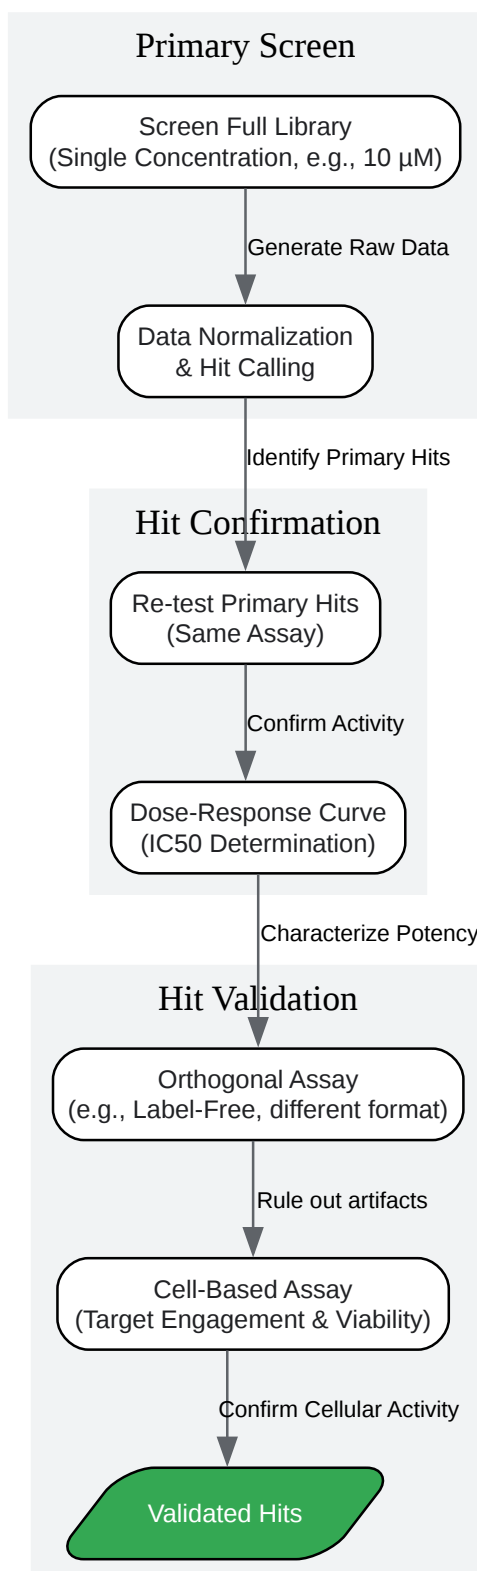 Primary Screen
Screen Full Library
(Single Concentration, e.g., 10 µM)
Generate Raw Data
Data Normalization
& Hit Calling
Identify Primary Hits
Hit Confirmation
Re-test Primary Hits
(Same Assay)
Confirm Activity
Dose-Response Curve
(IC50 Determination)
Characterize Potency
Hit Validation
Orthogonal Assay
(e.g., Label-Free, different format)
Rule out artifacts
Cell-Based Assay
(Target Engagement & Viability)
Confirm Cellular Activity
Validated Hits